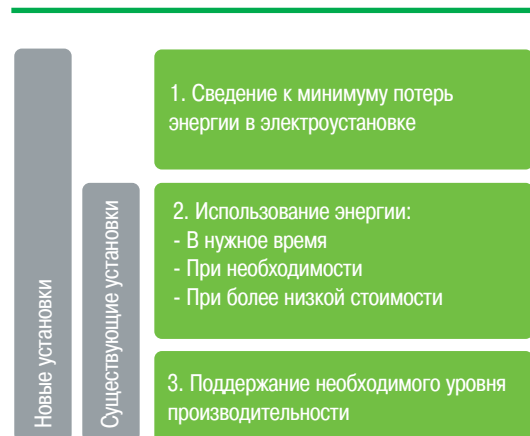 Новые установки
Существующие установки
1. Сведение к минимуму потерь
энергии в электроустановке
2. Использование энергии:
- В нужное время
- При необходимости
- При более низкой стоимости
3. Поддержание необходимого уровня
производительности